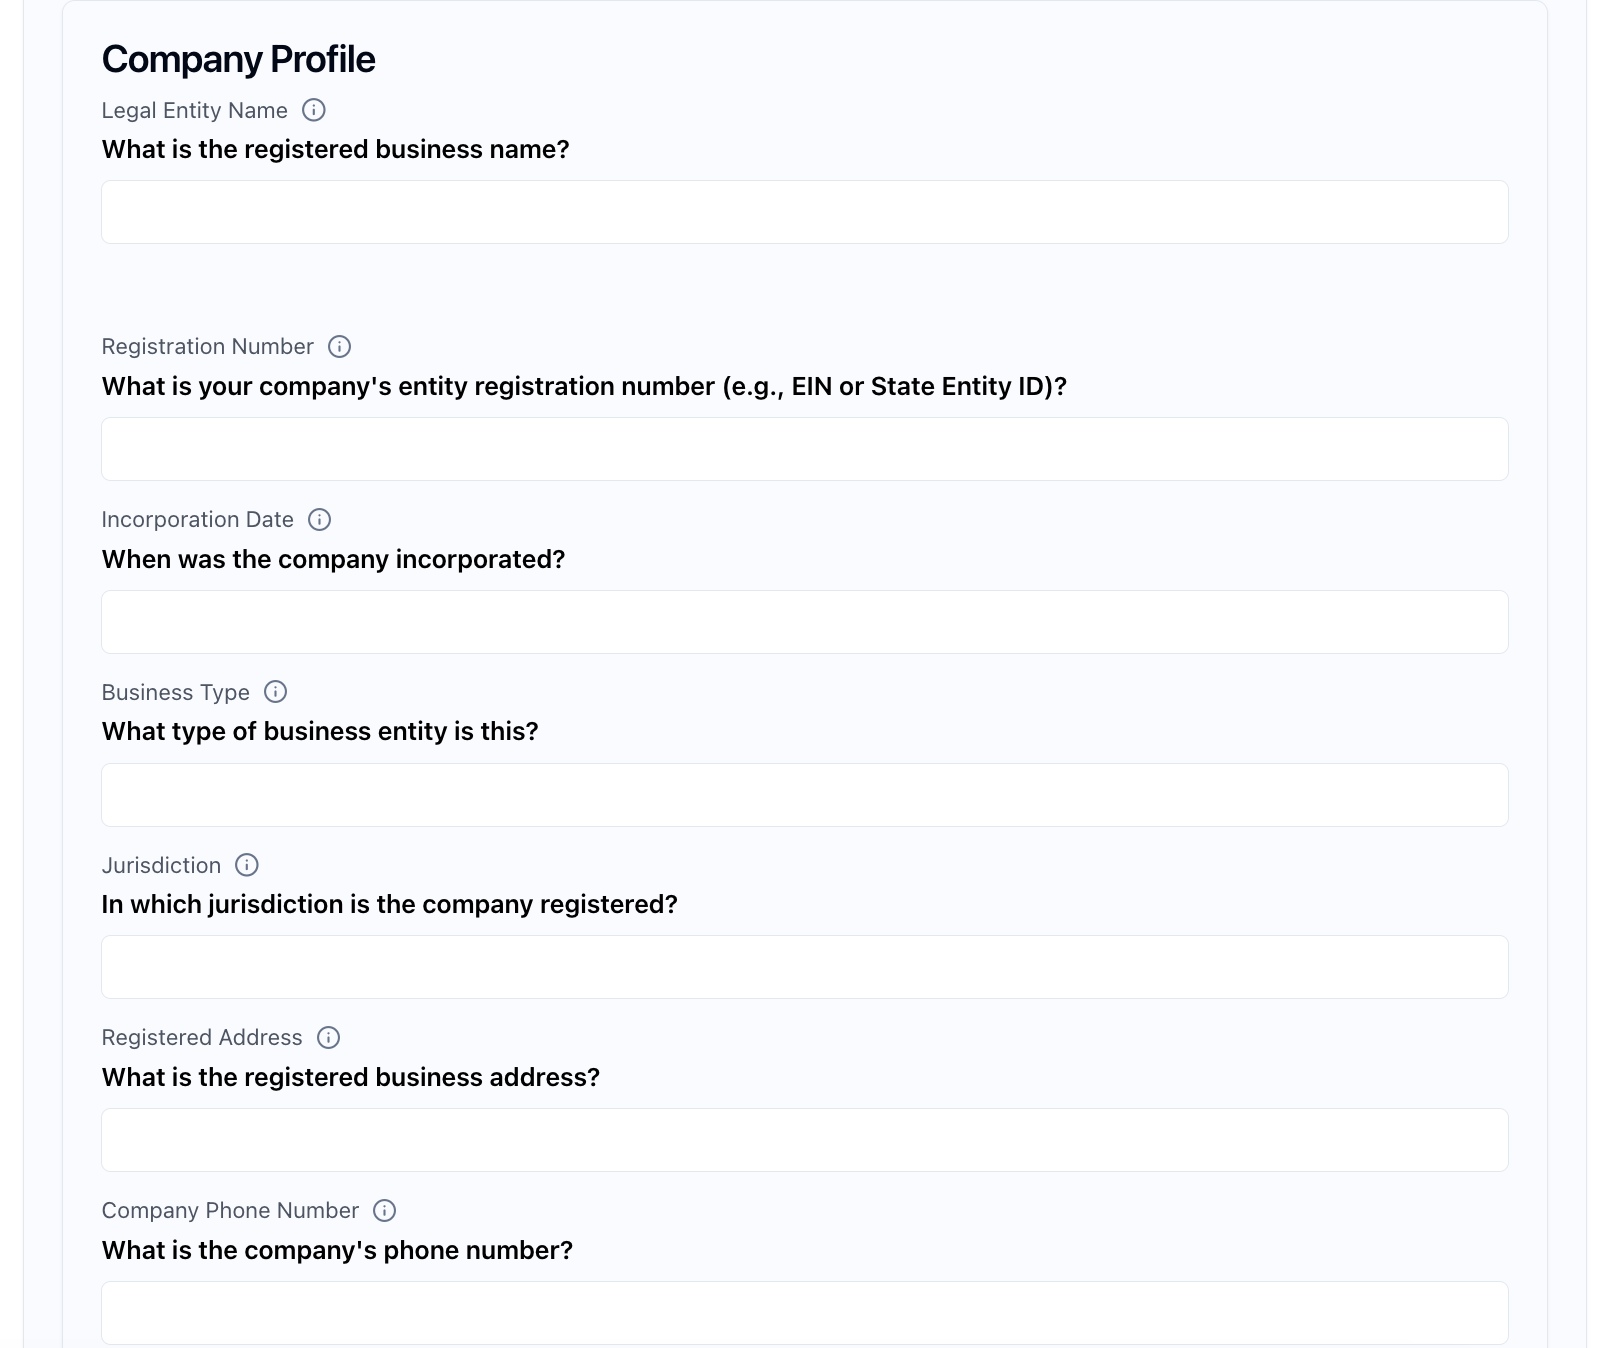 Company Profile
Legal Entity Name
What is the registered business name?
Registration Number
What is your company's entity registration number (e.g., EIN or State Entity ID)?
Incorporation Date
When was the company incorporated?
Business Type
What type of business entity is this?
Jurisdiction
In which jurisdiction is the company registered?
Registered Address
What is the registered business address?
Company Phone Number
What is the company's phone number?